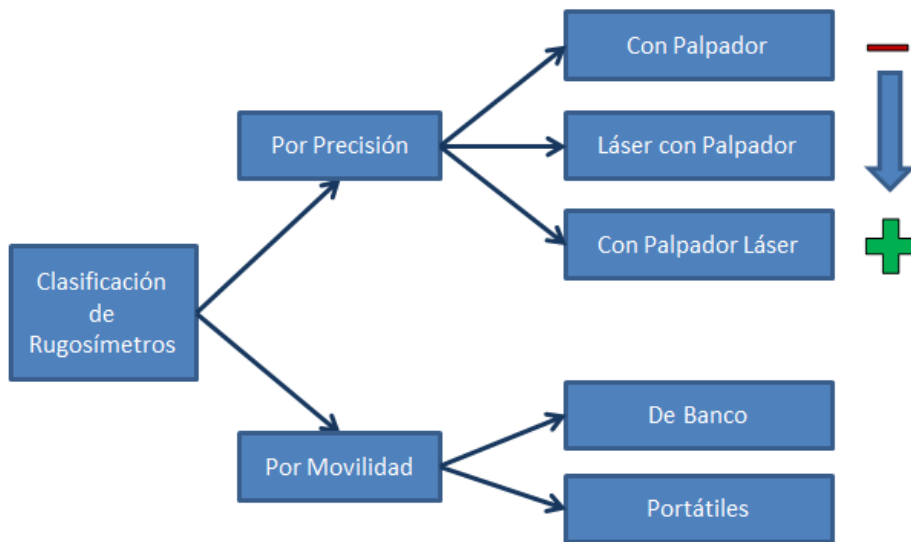 Clasificación
de
Rugosímetros
Por Precisión
Con Palpador
Láser con Palpador
Con Palpador Láser
Por Movilidad
De Banco
Portátiles